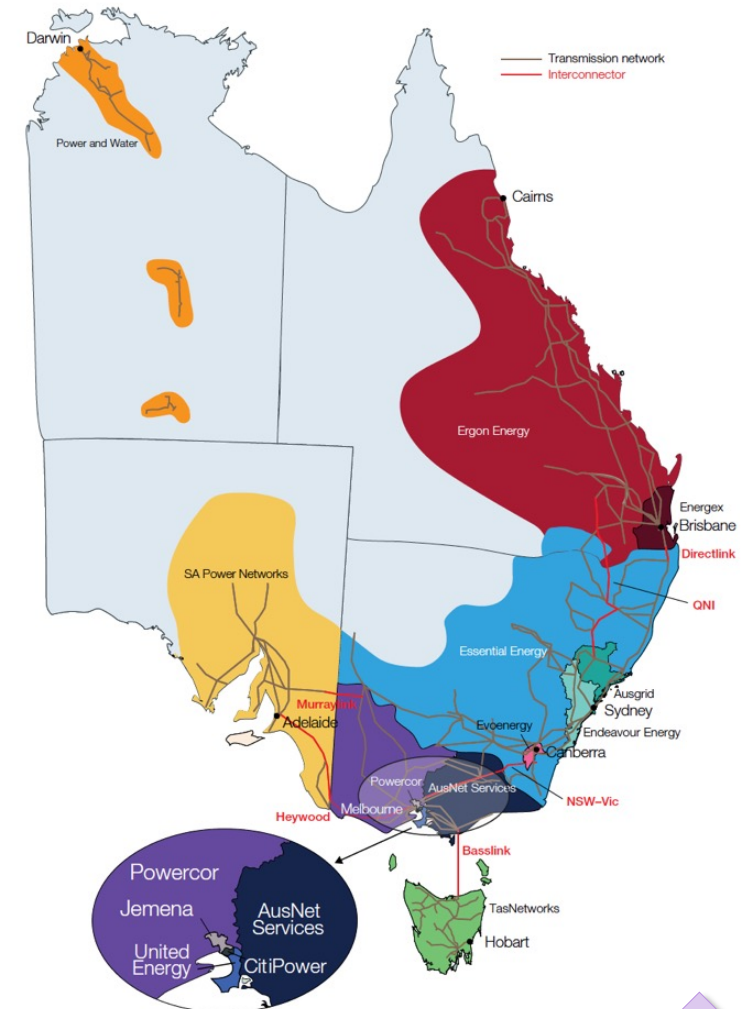 Darwin
Transmission network
Interconnector
Power and Water
Cairns
Ergon Energy
Energex
Brisbane
Directlink
SA Power Networks
QNI
Essential Energy
Ausgrid
Murraylink
Sydney
Adelaide
Evoenergy
Endeavour Energy
Canberra
Powercor
AusNet Services
NSW–Vic
Melbourne
Heywood
Basslink
Powercor
Jemena
AusNet
Services
United
Energy
CitiPower
TasNetworks
Hobart